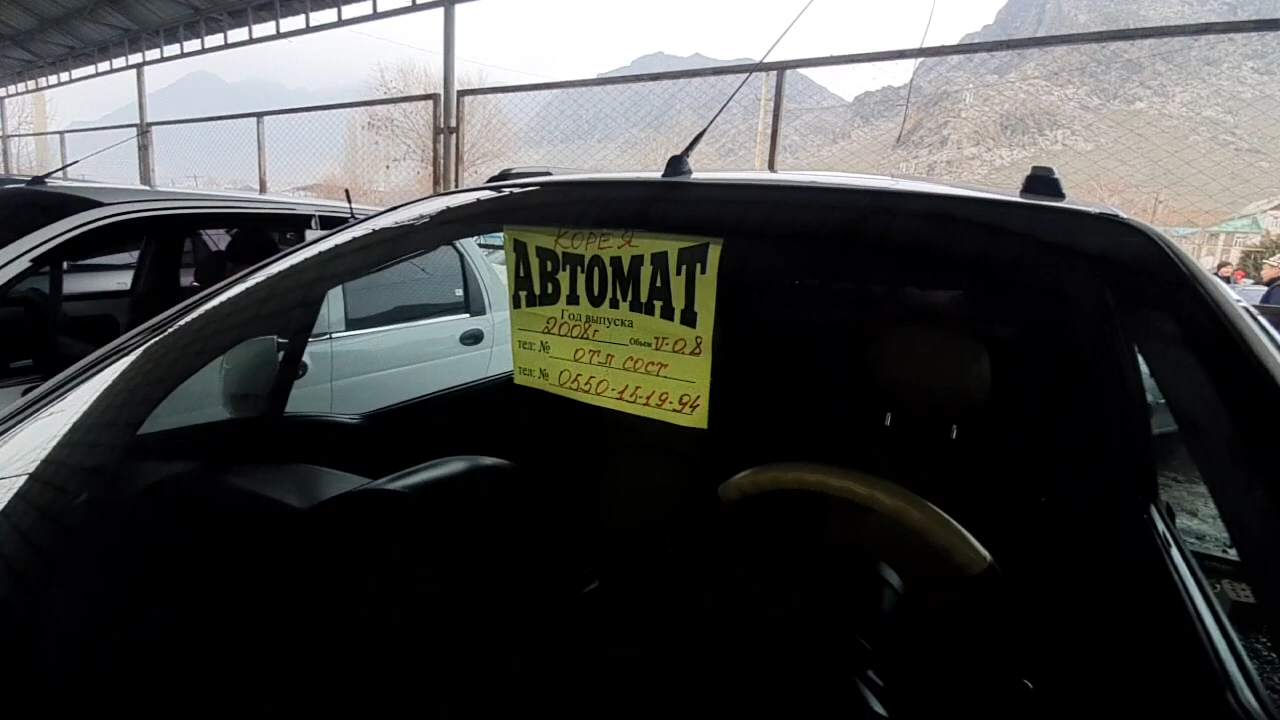 КОРЕЯ
АВТОМАТ
Год выпуска
2008г Объем V-0.8
тел: № отл сост
тел: № 0550-15-19-94